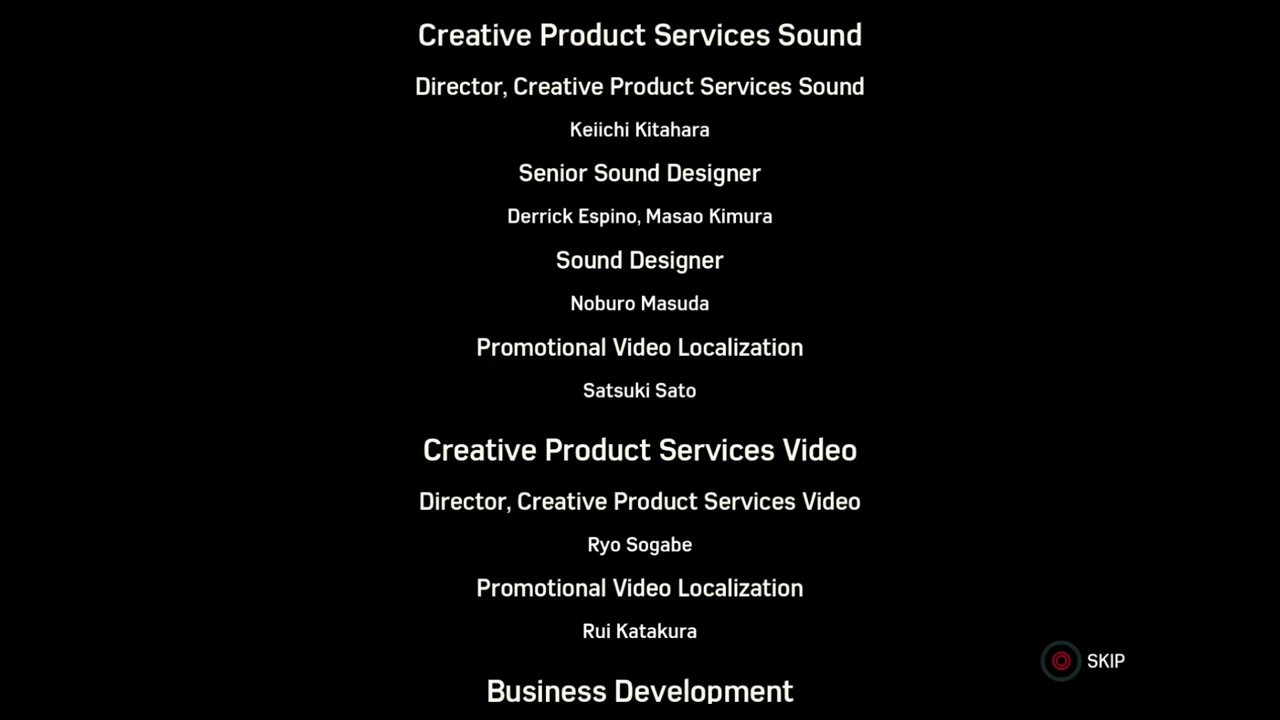 Creative Product Services Sound
Director, Creative Product Services Sound
Keiichi Kitahara
Senior Sound Designer
Derrick Espino, Masao Kimura
Sound Designer
Noburo Masuda
Promotional Video Localization
Satsuki Sato
Creative Product Services Video
Director, Creative Product Services Video
Ryo Sogabe
Promotional Video Localization
Rui Katakura
SKIP
Business Development